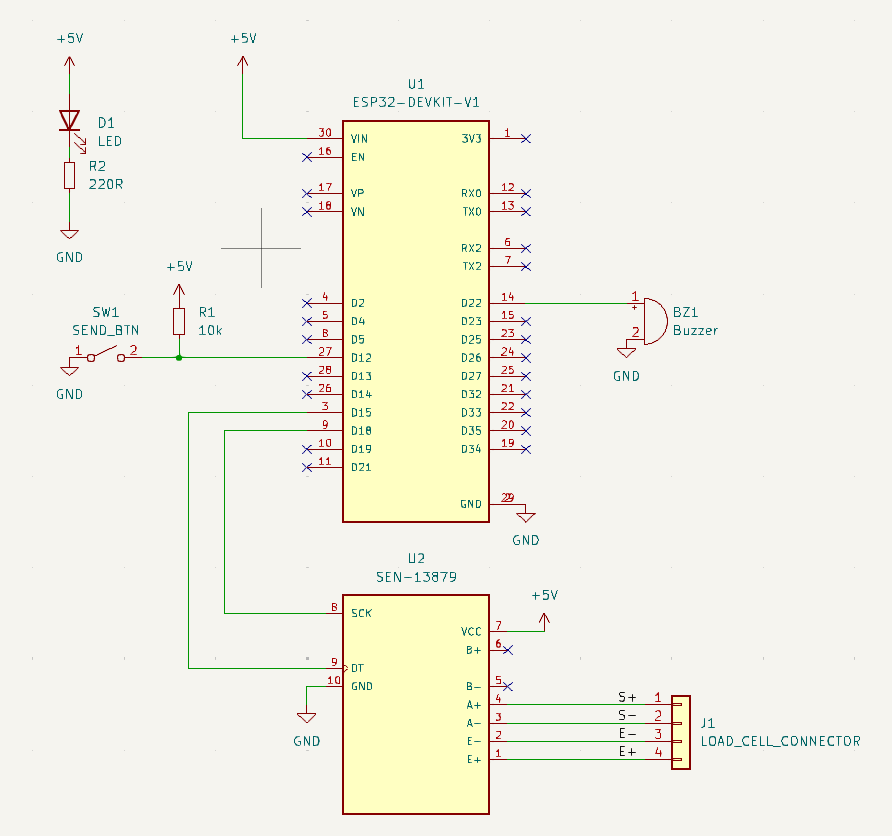 +5V
+5V
D1
LED
R2
220R
GND
U1
ESP32-DEVKIT-V1
30 VIN 3V3 1
16 EN
17 VP RX0 12
18 VN TX0 13
RX2 6
TX2 7
4 D2 D22 14
5 D4 D23 15
8 D5 D25 23
27 D12 D26 24
28 D13 D27 25
26 D14 D32 21
3 D15 D33 22
9 D18 D35 20
10 D19 D34 19
11 D21
GND
GND
+5V
R1
10k
SW1
SEND_BTN
1 2
GND
1
+
2
BZ1
Buzzer
GND
U2
SEN-13879
8 SCK
9 DT
10 GND
GND
+5V
VCC 7
B+ 6
B- 5
A+ 4 S+ 1
A- 3 S- 2
E- 2 E- 3
E+ 1 E+ 4
J1
LOAD_CELL_CONNECTOR